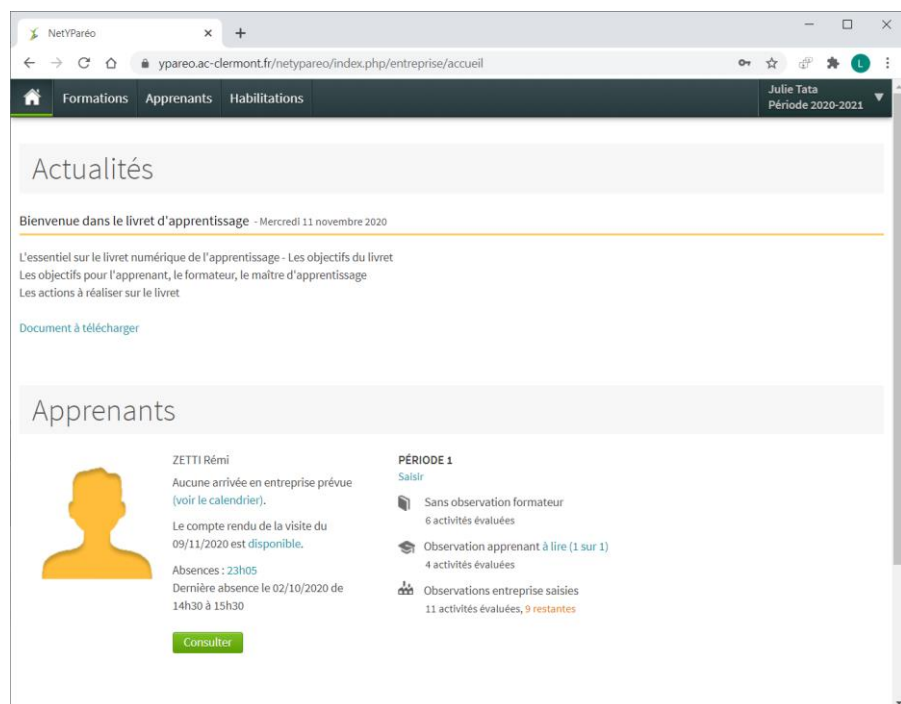 NetYParéo
ypareo.ac-clermont.fr/netypareo/index.php/entreprise/accueil
L
Formations Apprenants Habilitations
Julie Tata
Période 2020-2021
Actualités
Bienvenue dans le livret d'apprentissage - Mercredi 11 novembre 2020
L'essentiel sur le livret numérique de l'apprentissage - Les objectifs du livret
Les objectifs pour l'apprenant, le formateur, le maître d'apprentissage
Les actions à réaliser sur le livret
Document à télécharger
Apprenants
ZETTI Rémi
Aucune arrivée en entreprise prévue
(voir le calendrier).
Le compte rendu de la visite du
09/11/2020 est disponible.
Absences : 23h05
Dernière absence le 02/10/2020 de
14h30 à 15h30
Consulter
PÉRIODE 1
Saisir
Sans observation formateur
6 activités évaluées
Observation apprenant à lire (1 sur 1)
4 activités évaluées
Observations entreprise saisies
11 activités évaluées, 9 restantes